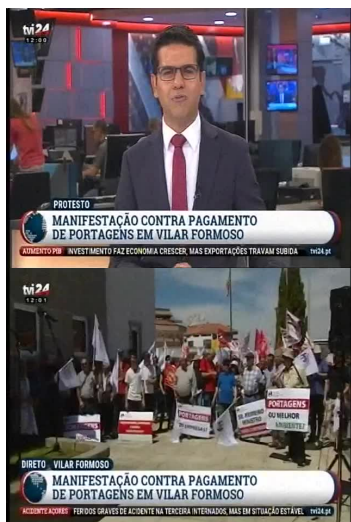 tvi24
12:00
PROTESTO
MANIFESTAÇÃO CONTRA PAGAMENTO
DE PORTAGENS EM VILAR FORMOSO
AUMENTO PIB INVESTIMENTO FAZ ECONOMIA CRESCER, MAS EXPORTAÇÕES TRAVAM SUBIDA tvi24.pt
tvi24
12:01
PORTAGENS
PORTAGENS
OU MELHOR
AMBIENTE?
DIRETO VILAR FORMOSO
MANIFESTAÇÃO CONTRA PAGAMENTO
DE PORTAGENS EM VILAR FORMOSO
ACIDENTE AÇORES FERIDOS GRAVES DE ACIDENTE NA TERCEIRA INTERNADOS, MAS EM SITUAÇÃO ESTÁVEL tvi24.pt